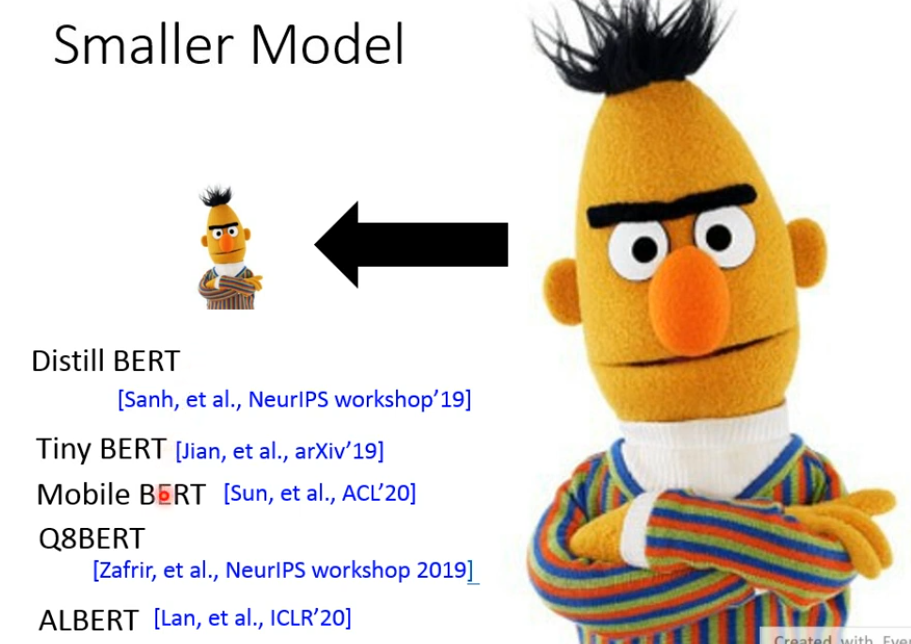 Smaller Model
Distill BERT
[Sanh, et al., NeurIPS workshop’19]
Tiny BERT [Jian, et al., arXiv’19]
Mobile BERT [Sun, et al., ACL’20]
Q8BERT
[Zafrir, et al., NeurIPS workshop 2019]
ALBERT [Lan, et al., ICLR’20]
Created with